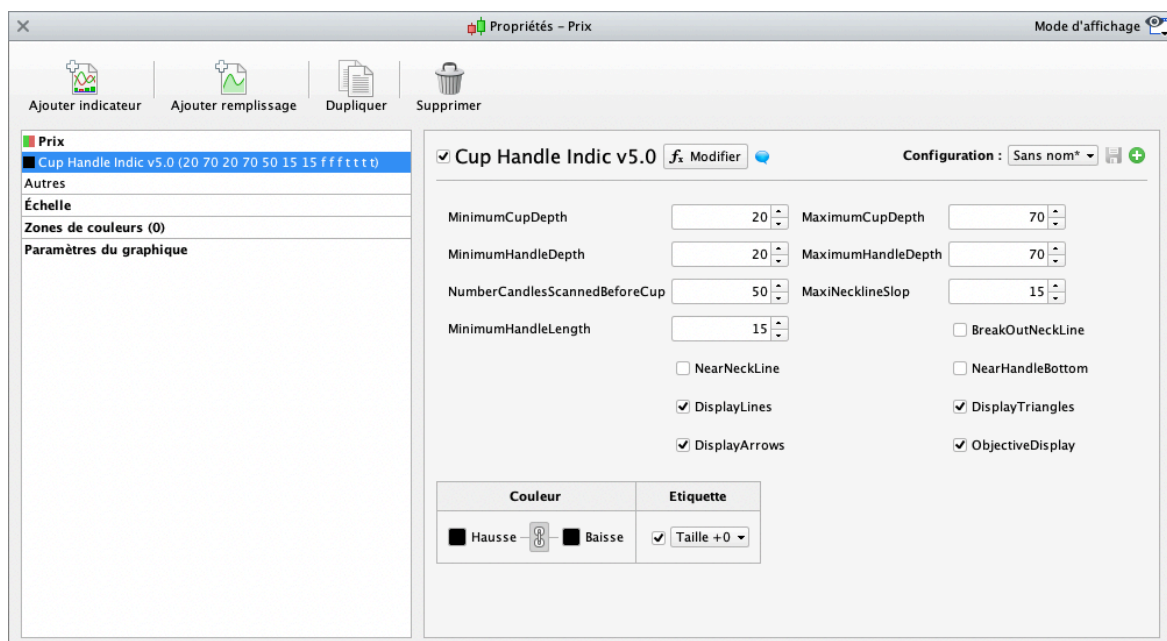 Propriétés – Prix
Mode d'affichage
Ajouter indicateur
Ajouter remplissage
Dupliquer
Supprimer
Prix
Cup Handle Indic v5.0 (20 70 20 70 50 15 15 f f f t t t t)
Autres
Échelle
Zones de couleurs (0)
Paramètres du graphique
Cup Handle Indic v5.0
fx Modifier
Configuration : Sans nom*
MinimumCupDepth 20 MaximumCupDepth 70
MinimumHandleDepth 20 MaximumHandleDepth 70
NumberCandlesScannedBeforeCup 50 MaxiNecklineSlop 15
MinimumHandleLength 15 BreakOutNeckLine
NearNeckLine NearHandleBottom
DisplayLines DisplayTriangles
DisplayArrows ObjectiveDisplay
Couleur Etiquette
Hausse Baisse Taille +0